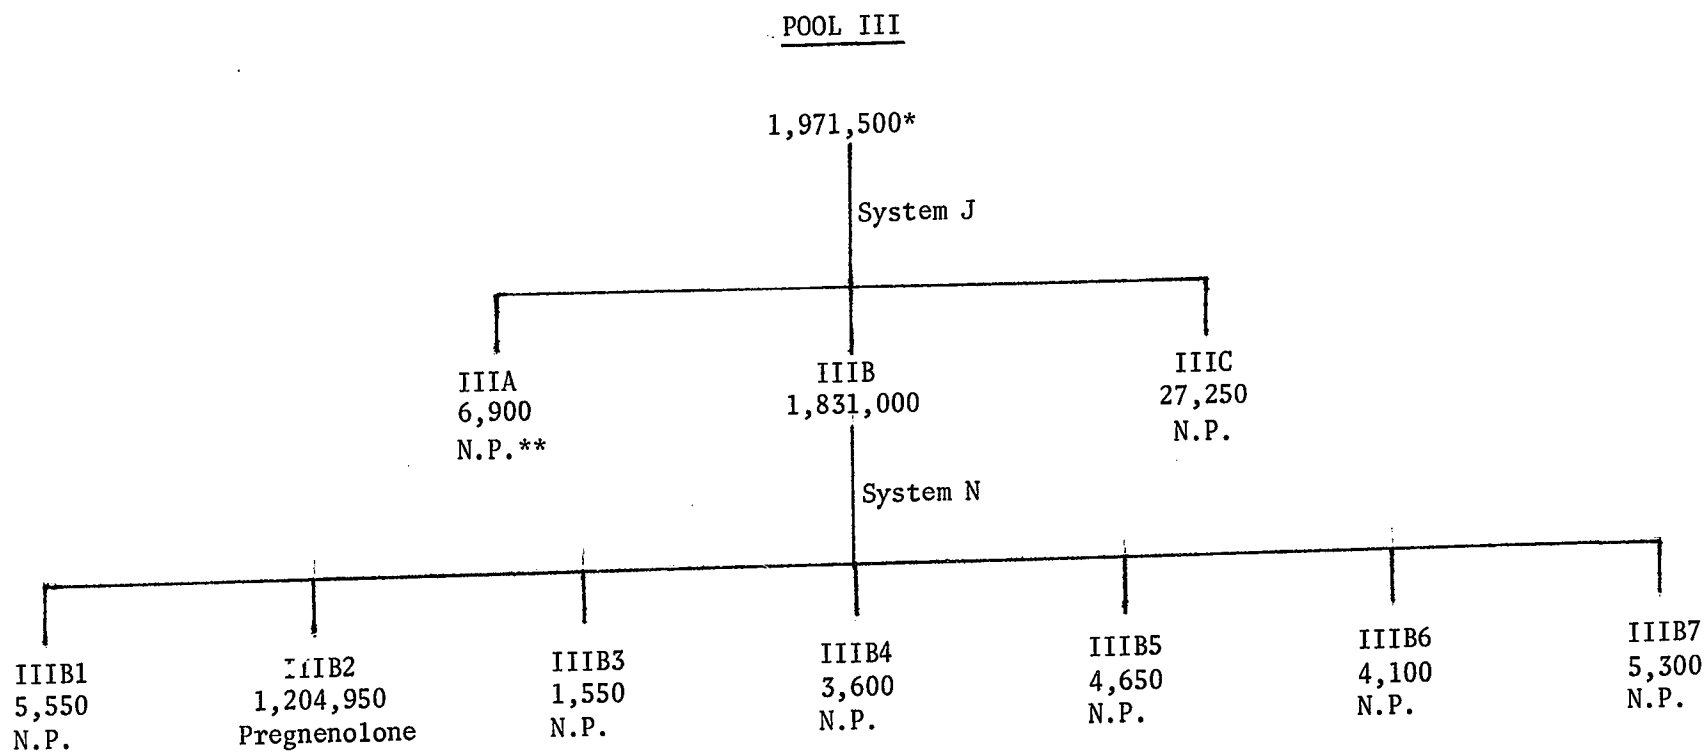 POOL III
1,971,500*
System J
IIIA
6,900
N.P.**
IIIB
1,831,000
IIIC
27,250
N.P.
System N
IIIB1
5,550
N.P.
IIIB2
1,204,950
Pregnenolone
IIIB3
1,550
N.P.
IIIB4
3,600
N.P.
IIIB5
4,650
N.P.
IIIB6
4,100
N.P.
IIIB7
5,300
N.P.